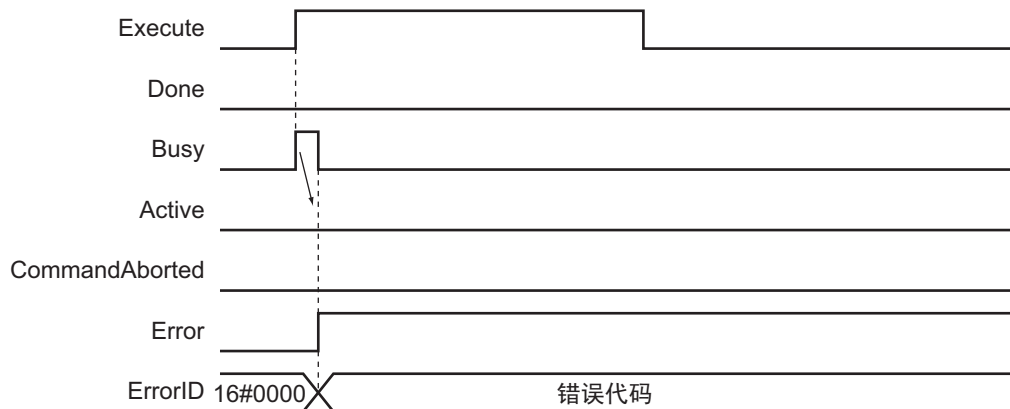 Execute
Done
Busy
Active
CommandAborted
Error
ErrorID 16#0000 错误代码